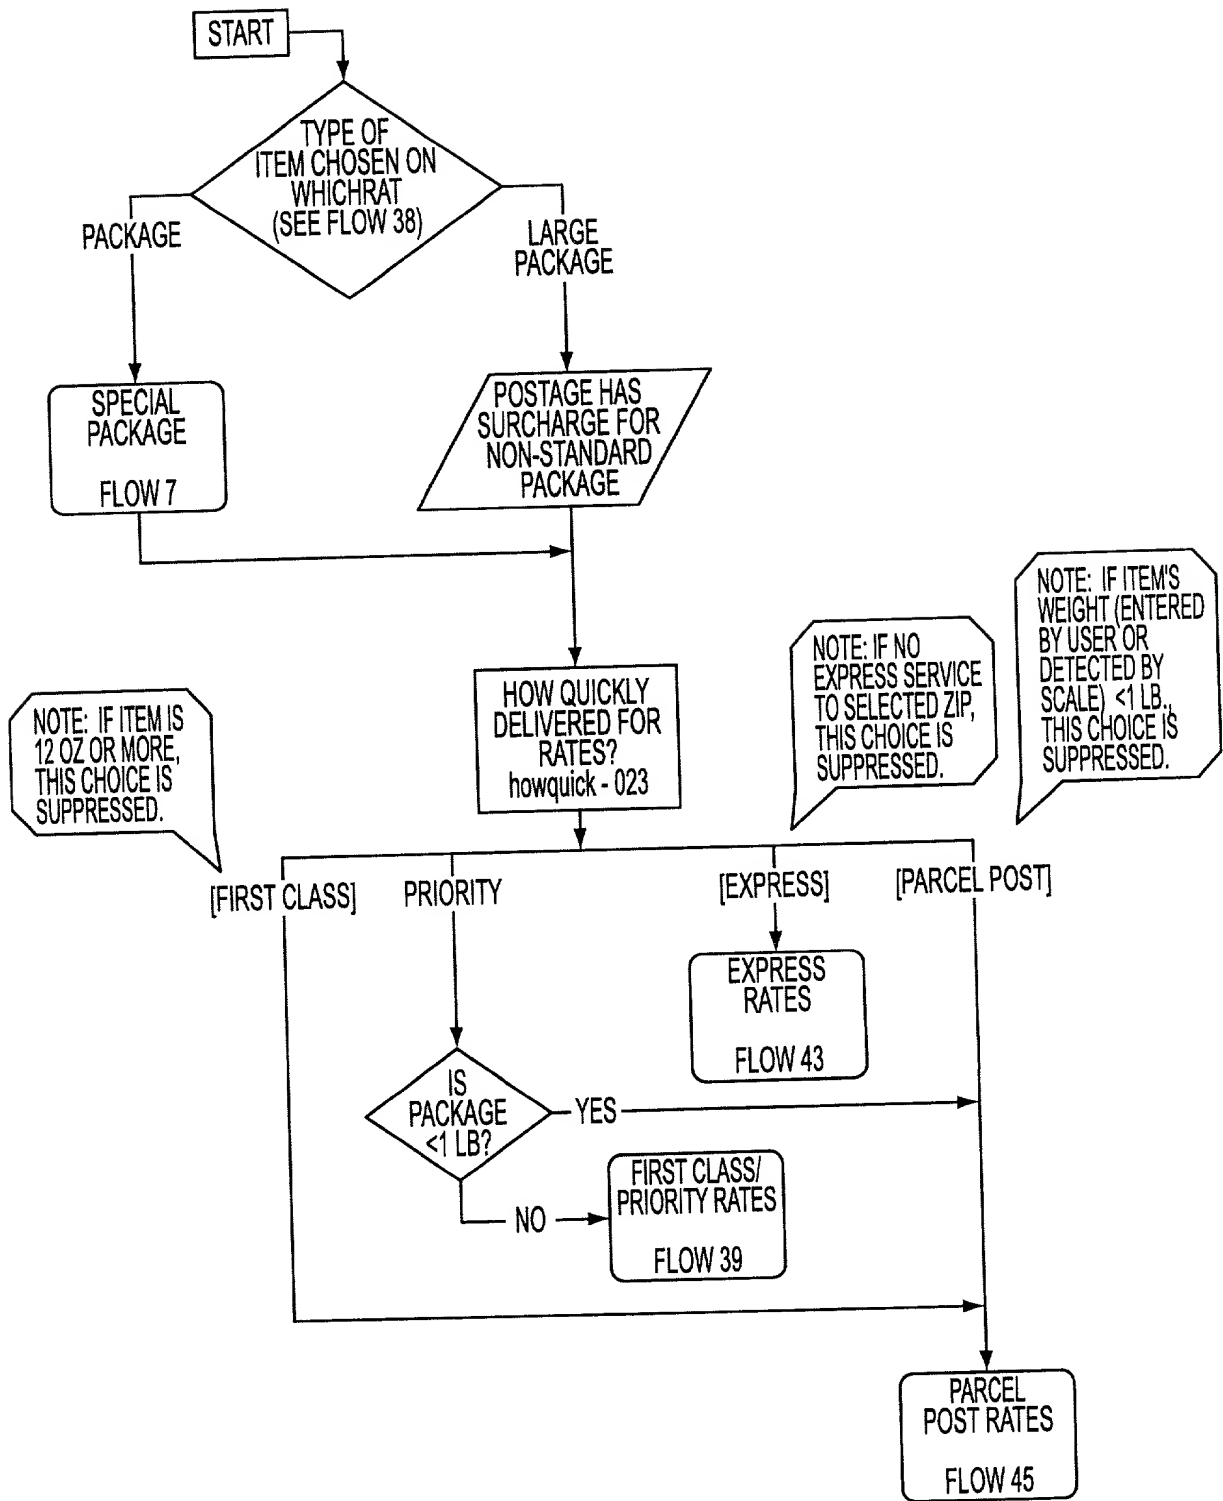 START
TYPE OF
ITEM CHOSEN ON
WHICHRAT
(SEE FLOW 38)
PACKAGE
LARGE
PACKAGE
SPECIAL
PACKAGE
FLOW 7
POSTAGE HAS
SURCHARGE FOR
NON-STANDARD
PACKAGE
HOW QUICKLY
DELIVERED FOR
RATES?
howquick - 023
NOTE: IF ITEM IS
12 OZ OR MORE,
THIS CHOICE IS
SUPPRESSED.
NOTE: IF NO
EXPRESS SERVICE
TO SELECTED ZIP,
THIS CHOICE IS
SUPPRESSED.
NOTE: IF ITEM'S
WEIGHT (ENTERED
BY USER OR
DETECTED BY
SCALE) <1 LB.,
THIS CHOICE IS
SUPPRESSED.
[FIRST CLASS]
PRIORITY
[EXPRESS]
[PARCEL POST]
EXPRESS
RATES
FLOW 43
IS
PACKAGE
<1 LB?
YES
NO
FIRST CLASS/
PRIORITY RATES
FLOW 39
PARCEL
POST RATES
FLOW 45